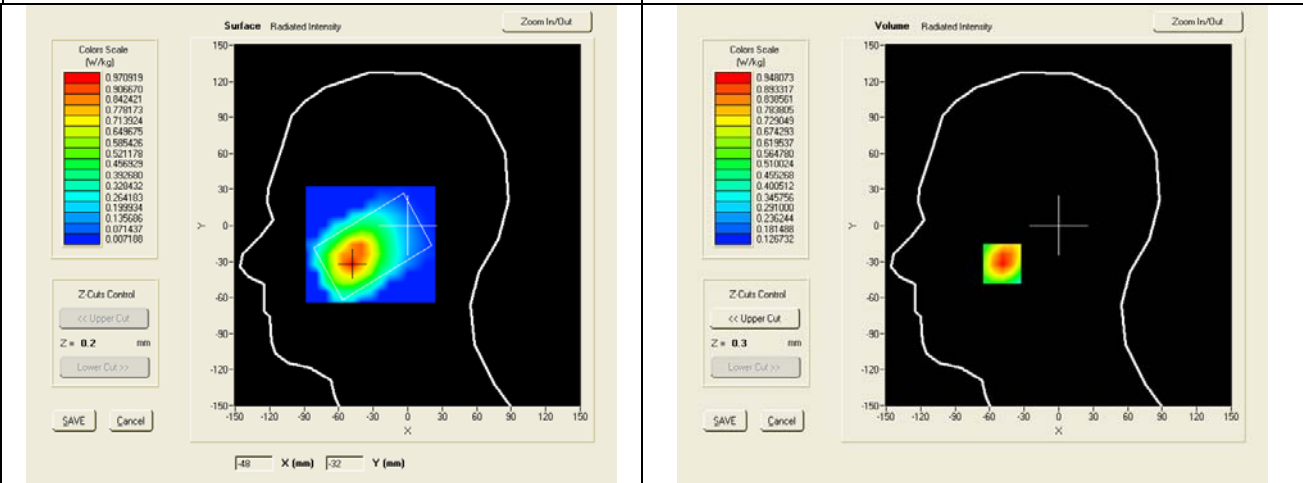 Surface Radiated Intensity
Zoom In/Out
Colors Scale
(W/kg)
0.970919
0.906670
0.842421
0.778173
0.713924
0.649675
0.585426
0.521178
0.456929
0.392680
0.328432
0.264183
0.199934
0.135686
0.071437
0.007188
Z-Cuts Control
<< Upper Cut
Z = 0.2 mm
Lower Cut >>
SAVE Cancel
150-
120-
90-
60-
30-
Y 0-
-30-
-60-
-90-
-120-
-150-
-150 -120 -90 -60 -30 0 30 60 90 120 150
X
-48 X (mm) -32 Y (mm)
Volume Radiated Intensity
Zoom In/Out
Colors Scale
(W/kg)
0.948073
0.893317
0.838561
0.783805
0.729049
0.674293
0.619537
0.564780
0.510024
0.455268
0.400512
0.345756
0.291000
0.236244
0.181488
0.126732
Z-Cuts Control
<< Upper Cut
Z = 0.3 mm
Lower Cut >>
SAVE Cancel
150-
120-
90-
60-
30-
Y 0-
-30-
-60-
-90-
-120-
-150-
-150 -120 -90 -60 -30 0 30 60 90 120 150
X